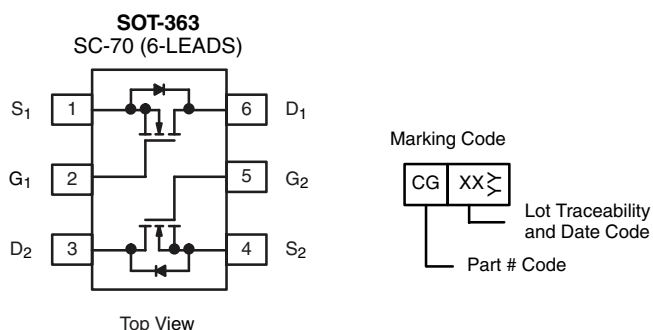 SOT-363
SC-70 (6-LEADS)
S1 1 6 D1
G1 2 5 G2
D2 3 4 S2
Top View
Marking Code
CG XX YY
Lot Traceability
and Date Code
Part # Code